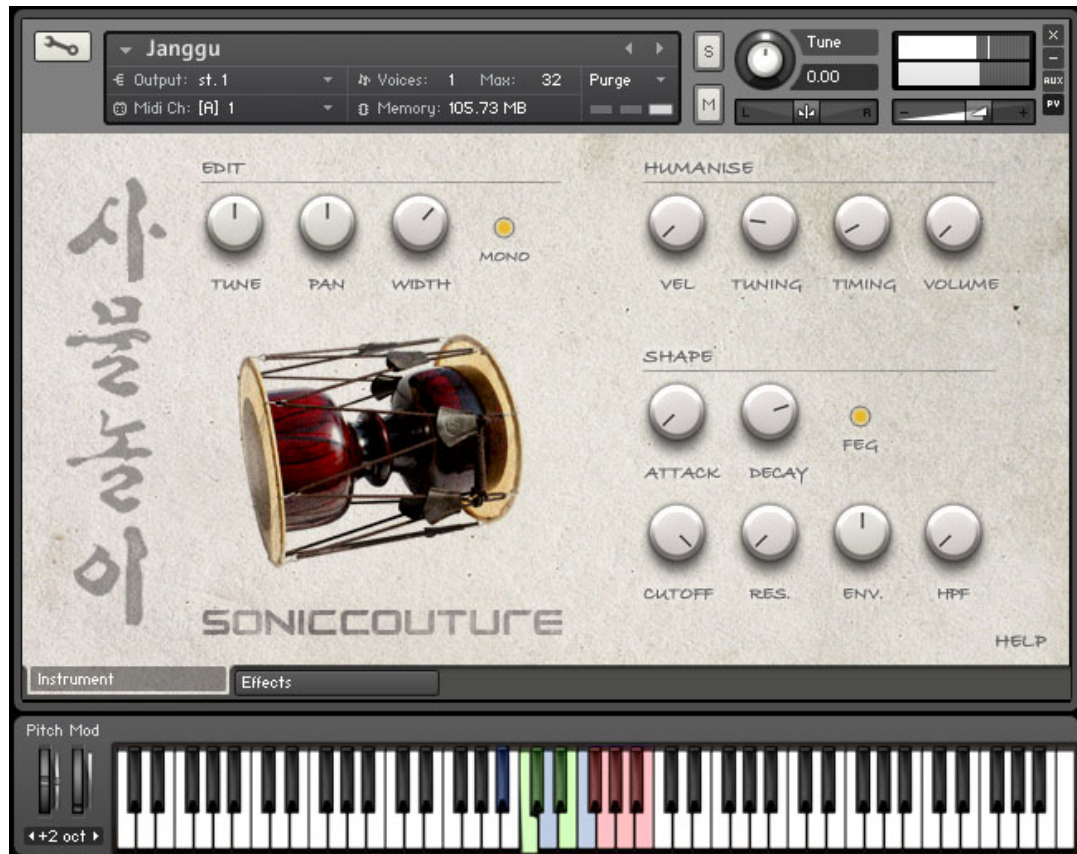 Janggu
Output: st.1
Voices: 1 Max: 32
Purge
Midi Ch: [A] 1
Memory: 105.73 MB
S
M
Tune
0.00
L
R
-
+
X
-
AUX
PV
사물놀이
EDIT
TUNE
PAN
WIDTH
MONO
HUMANISE
VEL
TUNING
TIMING
VOLUME
SHAPE
ATTACK
DECAY
FEG
CUTOFF
RES.
ENV.
HPF
SONICCOUTURE
HELP
Instrument
Effects
Pitch Mod
+2 oct